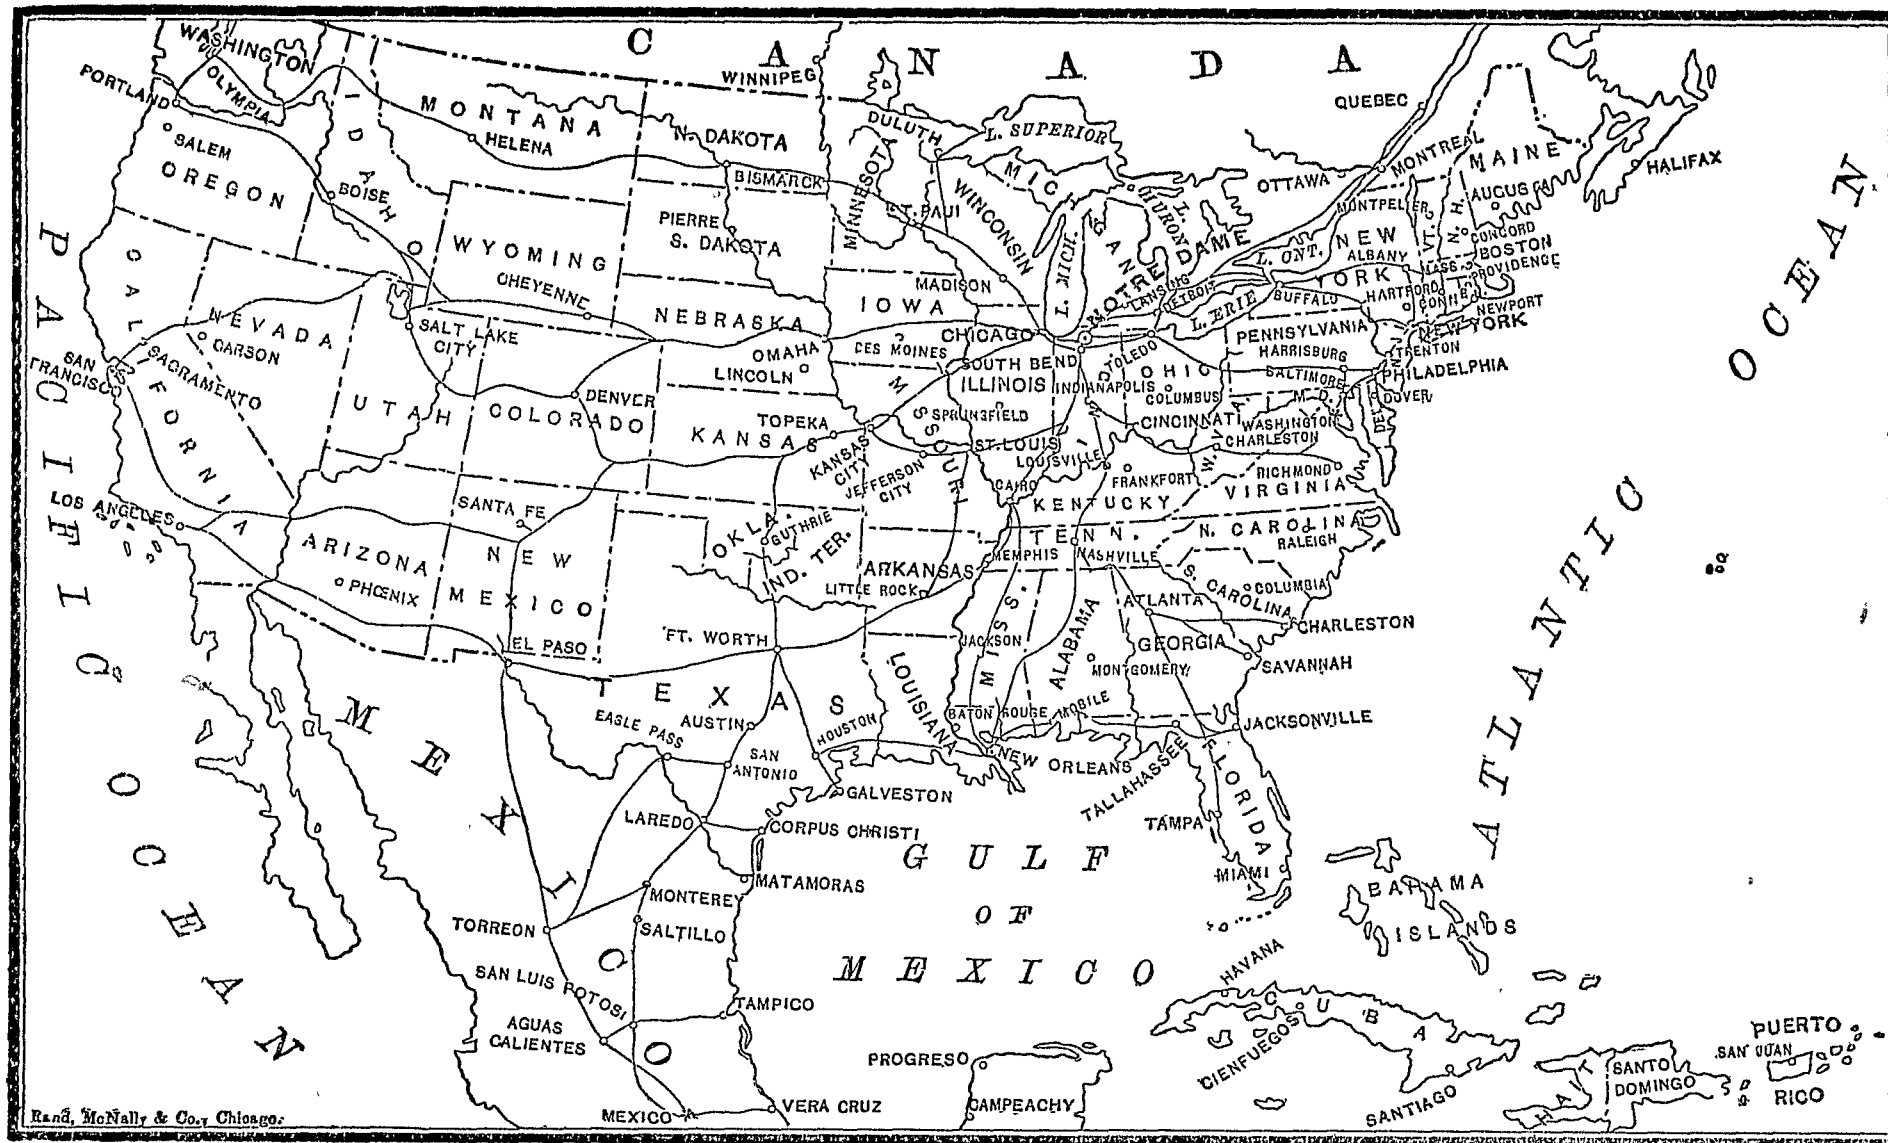 CANADA
WASHINGTON
OLYMPIA
PORTLAND
SALEM
OREGON
IDAHO
BOISE
MONTANA
HELENA
WINNIPEG
N. DAKOTA
BISMARCK
PIERRE
S. DAKOTA
MINNESOTA
DULUTH
L. SUPERIOR
ST. PAUL
WINCONSIN
MICHIGAN
L. MICH.
L. HURON
NOTRE DAME
OTTAWA
QUEBEC
MONTREAL
MAINE
AUGUSTA
HALIFAX
MONTPELIER
VT.
N. H.
CONCORD
BOSTON
MASS.
PROVIDENCE
HARTFORD
CONN.
NEWPORT
NEW YORK
ALBANY
L. ONT.
BUFFALO
L. ERIE
LANSING
DETROIT
TOLEDO
NEW YORK
PENNSYLVANIA
HARRISBURG
TRENTON
N. J.
PHILADELPHIA
BALTIMORE
M D.
DOVER
DEL.
WASHINGTON
CALIFORNIA
NEVADA
CARSON
SACRAMENTO
SAN FRANCISCO
LOS ANGELES
SALT LAKE
CITY
UTAH
WYOMING
CHEYENNE
NEBRASKA
OMAHA
LINCOLN
IOWA
DES MOINES
MADISON
CHICAGO
SOUTH BEND
ILLINOIS
SPRINGFIELD
IND.
INDIANAPOLIS
OHIO
COLUMBUS
CINCINNATI
W. VA.
CHARLESTON
RICHMOND
VIRGINIA
COLORADO
DENVER
KANSAS
TOPEKA
KANSAS
CITY
MISSOURI
JEFFERSON
CITY
ST. LOUIS
LOUISVILLE
FRANKFORT
CAIRO
KENTUCKY
TENN.
NASHVILLE
MEMPHIS
N. CAROLINA
RALEIGH
S. CAROLINA
COLUMBIA
CHARLESTON
ARIZONA
PHŒNIX
NEW
MEXICO
SANTA FE
EL PASO
OKLA.
GUTHRIE
IND. TER.
ARKANSAS
LITTLE ROCK
FT. WORTH
TEXAS
EAGLE PASS
AUSTIN
SAN
ANTONIO
HOUSTON
GALVESTON
LAREDO
CORPUS CHRISTI
LOUISIANA
BATON ROUGE
NEW ORLEANS
MISS.
JACKSON
ALABAMA
MONTGOMERY
MOBILE
ATLANTA
GEORGIA
SAVANNAH
JACKSONVILLE
TALLAHASSEE
FLORIDA
TAMPA
MIAMI
MEXICO
MATAMORAS
MONTEREY
SALTILLO
TORREON
SAN LUIS POTOSI
TAMPICO
AGUAS
CALIENTES
MEXICO
VERA CRUZ
PROGRESO
CAMPEACHY
GULF
OF
MEXICO
BAHAMA
ISLANDS
HAVANA
CUBA
CIENFUEGOS
SANTIAGO
HAITI
SANTO
DOMINGO
PUERTO
SAN JUAN
RICO
PACIFIC OCEAN
ATLANTIC OCEAN
Rand, McNally & Co., Chicago.